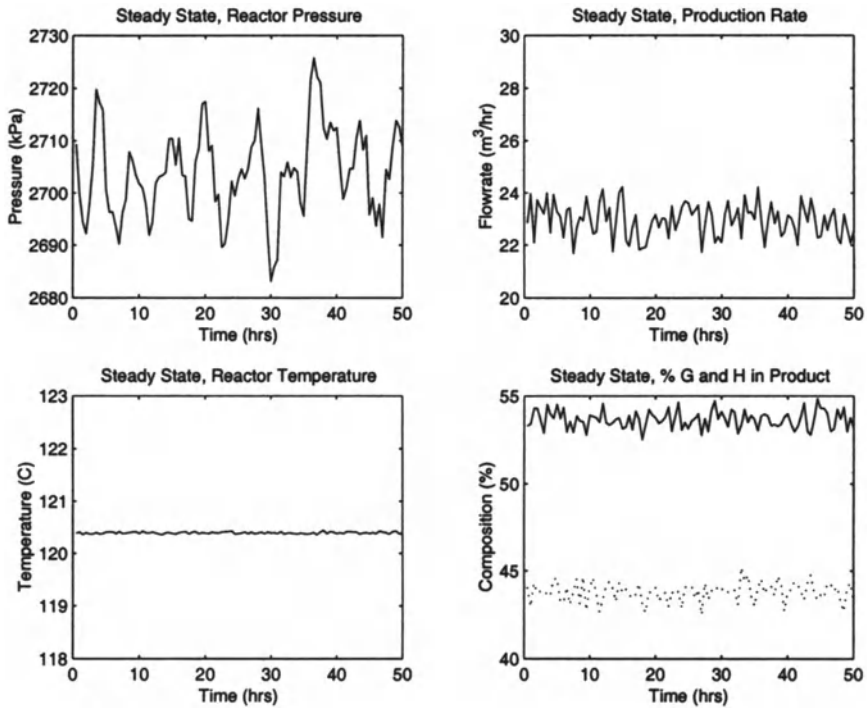 Steady State, Reactor Pressure
2730
2720
2710
2700
2690
2680
Pressure (kPa)
0 10 20 30 40 50
Time (hrs)
Steady State, Production Rate
30
28
26
24
22
20
Flowrate (m³/hr)
0 10 20 30 40 50
Time (hrs)
Steady State, Reactor Temperature
123
122
121
120
119
118
Temperature (C)
0 10 20 30 40 50
Time (hrs)
Steady State, % G and H in Product
55
50
45
40
Composition (%)
0 10 20 30 40 50
Time (hrs)